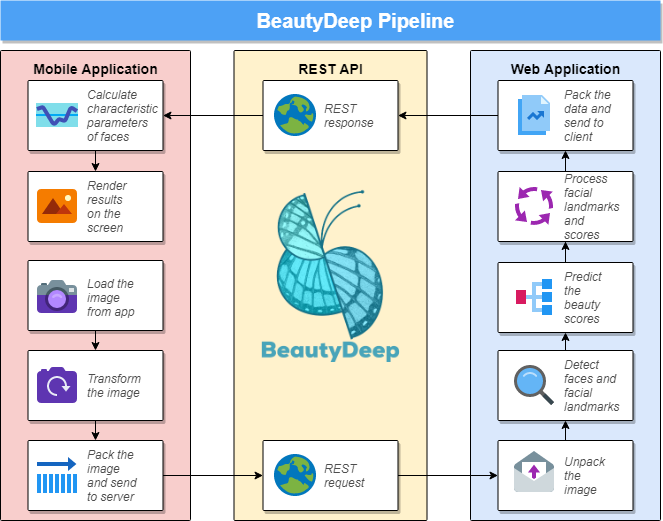 BeautyDeep Pipeline
Mobile Application
Calculate
characteristic
parameters
of faces
Render
results
on the
screen
Load the
image
from app
Transform
the image
Pack the
image
and send
to server
REST API
REST
response
BeautyDeep
REST
request
Web Application
Pack the
data and
send to
client
Process
facial
landmarks
and
scores
Predict
the
beauty
scores
Detect
faces and
facial
landmarks
Unpack
the
image